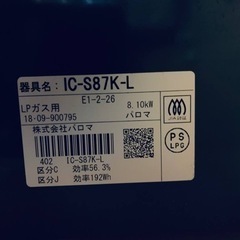 器具名: IC-S87K-L
E1-2-26
LPガス用 8.10kW
18-09-900795 パロマ
株式会社パロマ
402 IC-S87K-L
区分C 効率56.3%
区分J 効率192Wh
PS
LPG